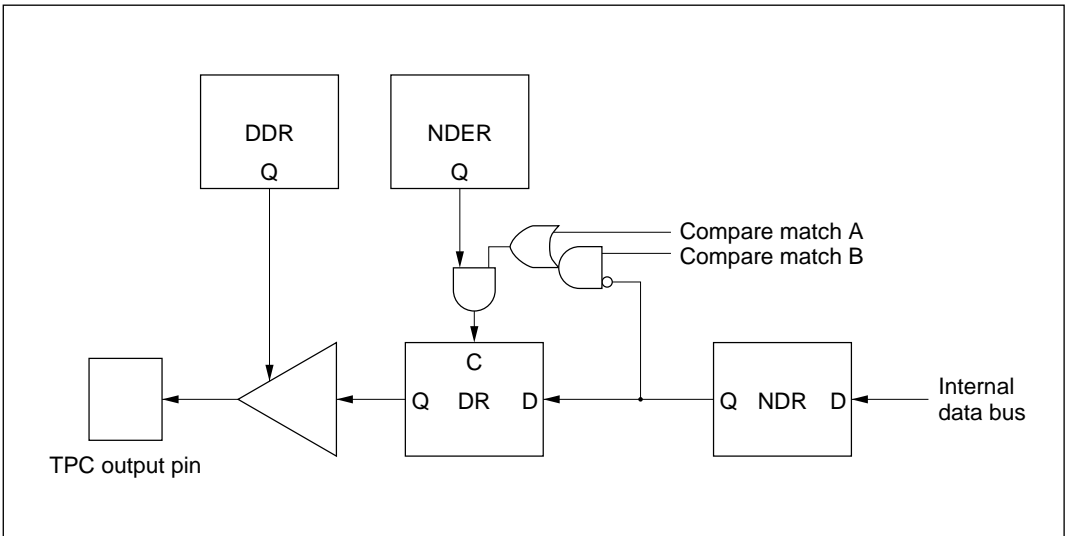 DDR
Q
NDER
Q
Compare match A
Compare match B
C
Q DR D
Q NDR D
Internal
data bus
TPC output pin